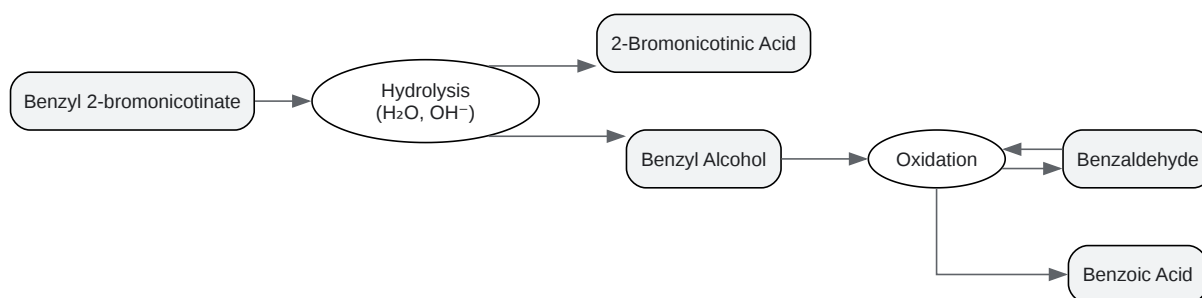 2-Bromonicotinic Acid
Benzyl 2-bromonicotinate
Hydrolysis
(H₂O, OH⁻)
Benzyl Alcohol
Oxidation
Benzaldehyde
Benzoic Acid